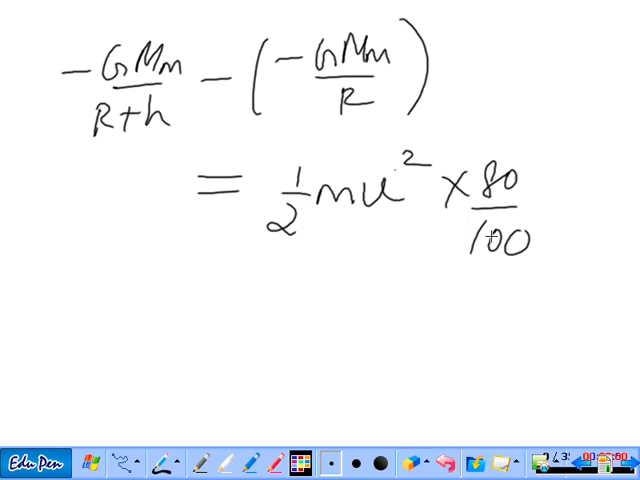 -GMm/R+h - (-GMm/R)
= 1/2 mu² × 80/100
Edu Pen